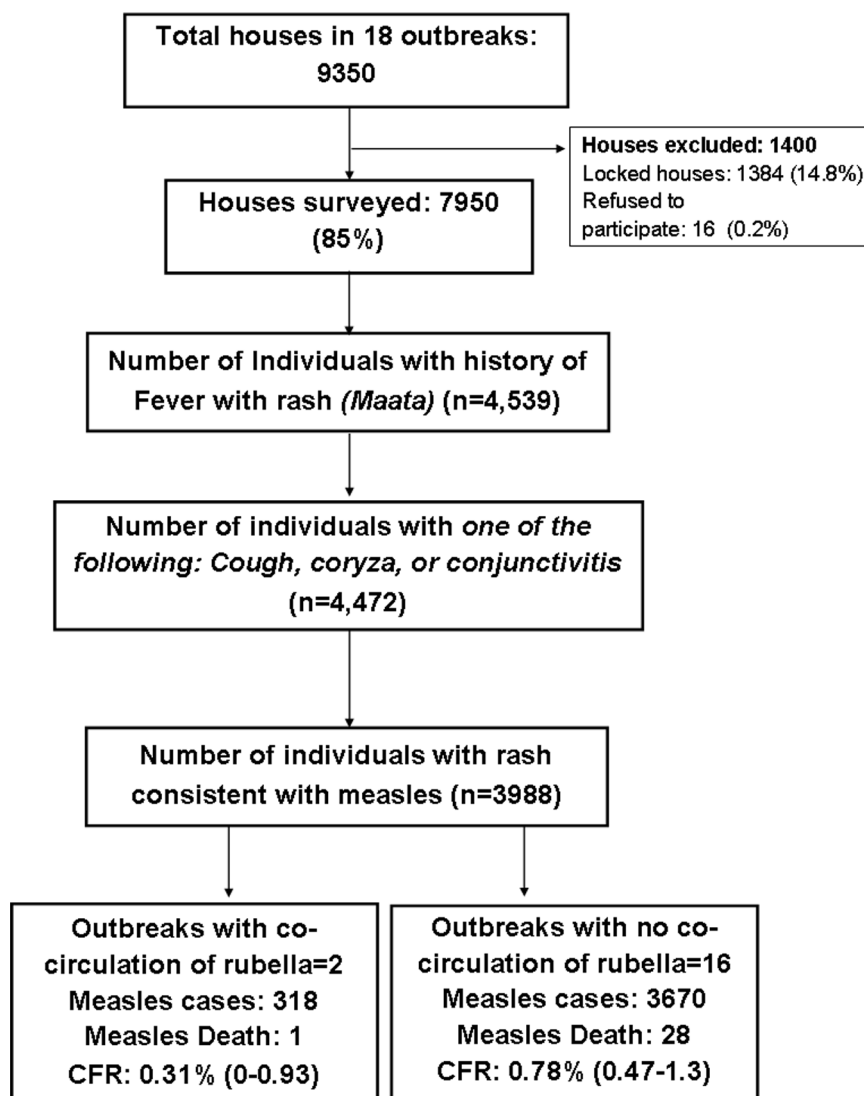 Total houses in 18 outbreaks:
9350
Houses excluded: 1400
Locked houses: 1384 (14.8%)
Refused to
participate: 16 (0.2%)
Houses surveyed: 7950
(85%)
Number of Individuals with history of
Fever with rash (Maata) (n=4,539)
Number of individuals with one of the
following: Cough, coryza, or conjunctivitis
(n=4,472)
Number of individuals with rash
consistent with measles (n=3988)
Outbreaks with co-
circulation of rubella=2
Measles cases: 318
Measles Death: 1
CFR: 0.31% (0-0.93)
Outbreaks with no co-
circulation of rubella=16
Measles cases: 3670
Measles Death: 28
CFR: 0.78% (0.47-1.3)